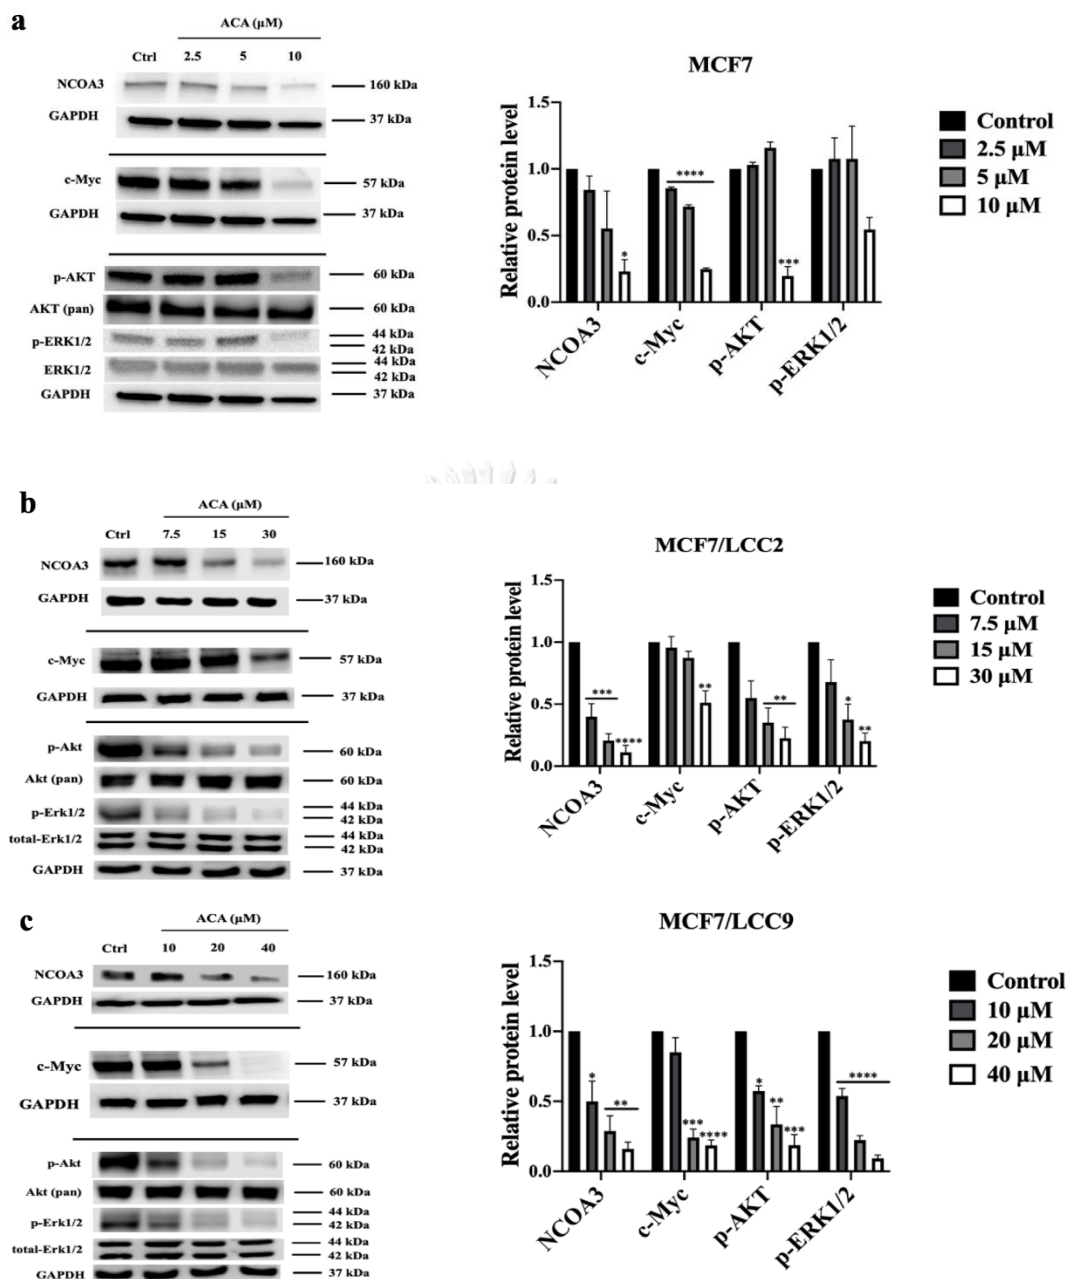 a
ACA (µM)
Ctrl 2.5 5 10
NCOA3 160 kDa
GAPDH 37 kDa
c-Myc 57 kDa
GAPDH 37 kDa
p-AKT 60 kDa
AKT (pan) 60 kDa
p-ERK1/2 44 kDa
42 kDa
ERK1/2 44 kDa
42 kDa
GAPDH 37 kDa
MCF7
Relative protein level
1.5
1.0
0.5
0.0
****
*
***
NCOA3 c-Myc p-AKT p-ERK1/2
Control
2.5 µM
5 µM
10 µM
b
ACA (µM)
Ctrl 7.5 15 30
NCOA3 160 kDa
GAPDH 37 kDa
c-Myc 57 kDa
GAPDH 37 kDa
p-Akt 60 kDa
Akt (pan) 60 kDa
p-Erk1/2 44 kDa
42 kDa
total-Erk1/2 44 kDa
42 kDa
GAPDH 37 kDa
MCF7/LCC2
Relative protein level
1.5
1.0
0.5
0.0
*** **** ** ** * **
NCOA3 c-Myc p-AKT p-ERK1/2
Control
7.5 µM
15 µM
30 µM
c
ACA (µM)
Ctrl 10 20 40
NCOA3 160 kDa
GAPDH 37 kDa
c-Myc 57 kDa
GAPDH 37 kDa
p-Akt 60 kDa
Akt (pan) 60 kDa
p-Erk1/2 44 kDa
42 kDa
total-Erk1/2 44 kDa
42 kDa
GAPDH 37 kDa
MCF7/LCC9
Relative protein level
1.5
1.0
0.5
0.0
* ** *** **** * ** *** ****
NCOA3 c-Myc p-AKT p-ERK1/2
Control
10 µM
20 µM
40 µM